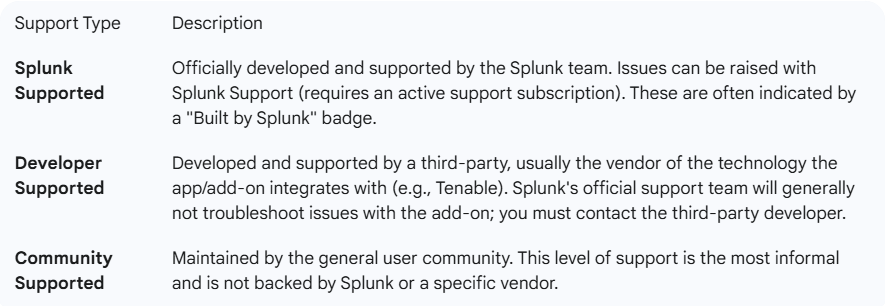 Support Type Description
Splunk Supported Officially developed and supported by the Splunk team. Issues can be raised with
Splunk Support (requires an active support subscription). These are often indicated by
a "Built by Splunk" badge.
Developer Supported Developed and supported by a third-party, usually the vendor of the technology the
app/add-on integrates with (e.g., Tenable). Splunk's official support team will generally
not troubleshoot issues with the add-on; you must contact the third-party developer.
Community Supported Maintained by the general user community. This level of support is the most informal
and is not backed by Splunk or a specific vendor.